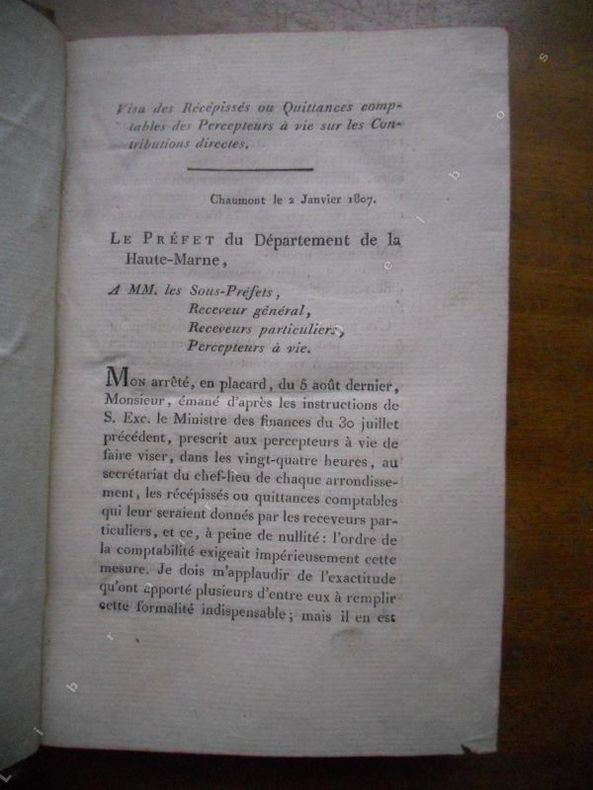 Visa des Récépissés ou Quittances comp-
tables des Percepteurs à vie sur les Con-
tributions directes.
Chaumont le 2 Janvier 1807.
LE PRÉFET du Département de la
Haute-Marne,
A MM. les Sous-Préfets,
Receveur général,
Receveurs particuliers,
Percepteurs à vie.
MON arrêté, en placard, du 5 août dernier,
Monsieur, émané d'après les instructions de
S. Exc. le Ministre des finances du 30 juillet
précédent, prescrit aux percepteurs à vie de
faire viser, dans les vingt-quatre heures, au
secrétariat du chef-lieu de chaque arrondisse-
ment, les récépissés ou quittances comptables
qui leur seraient donnés par les receveurs par-
ticuliers, et ce, à peine de nullité : l'ordre de
la comptabilité exigeait impérieusement cette
mesure. Je dois m'applaudir de l'exactitude
qu'ont apporté plusieurs d'entre eux à remplir
cette formalité indispensable ; mais il en est